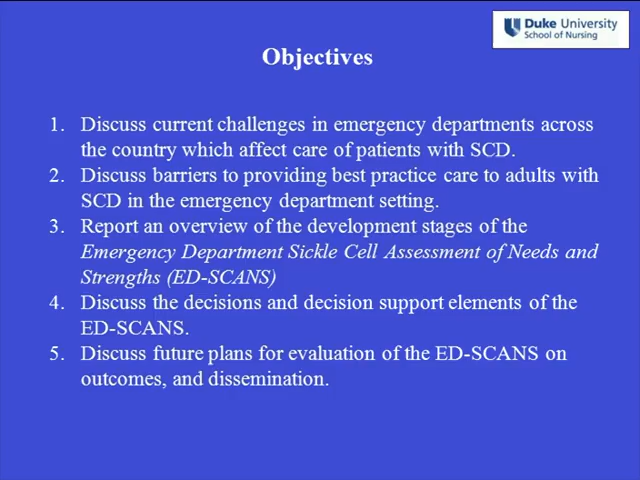 Duke University
School of Nursing
Objectives
1. Discuss current challenges in emergency departments across
the country which affect care of patients with SCD.
2. Discuss barriers to providing best practice care to adults with
SCD in the emergency department setting.
3. Report an overview of the development stages of the
Emergency Department Sickle Cell Assessment of Needs and
Strengths (ED-SCANS)
4. Discuss the decisions and decision support elements of the
ED-SCANS.
5. Discuss future plans for evaluation of the ED-SCANS on
outcomes, and dissemination.